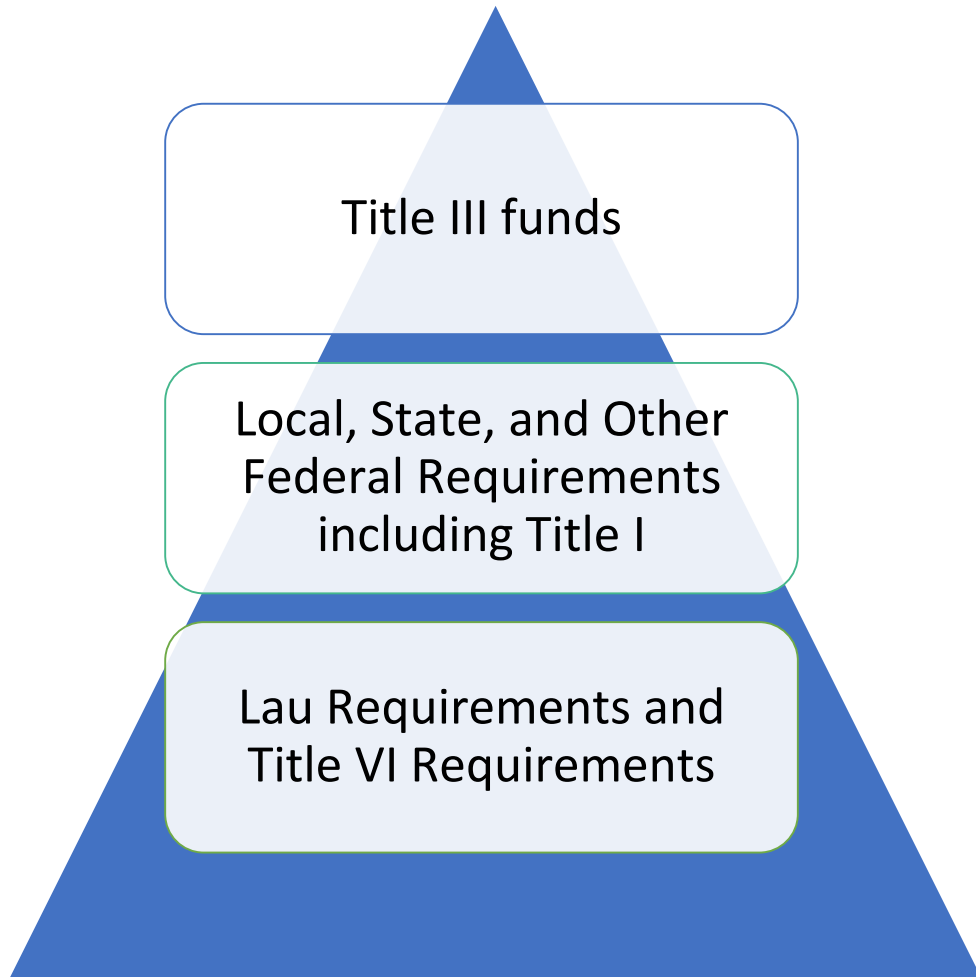 Title III funds
Local, State, and Other
Federal Requirements
including Title I
Lau Requirements and
Title VI Requirements